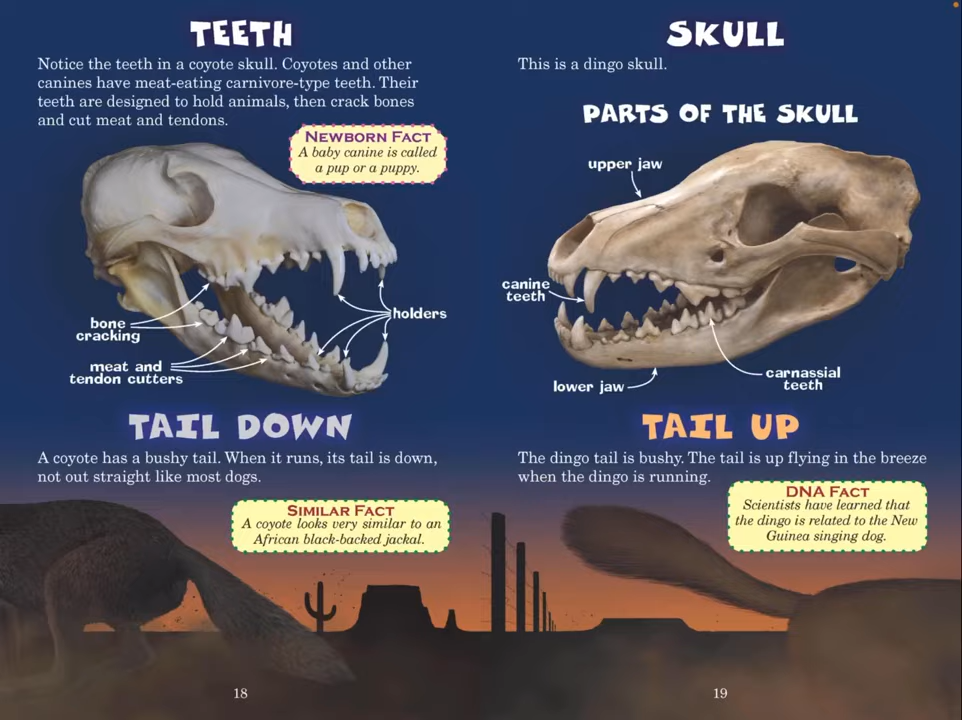 TEETH
Notice the teeth in a coyote skull. Coyotes and other
canines have meat-eating carnivore-type teeth. Their
teeth are designed to hold animals, then crack bones
and cut meat and tendons.
NEWBORN FACT
A baby canine is called
a pup or a puppy.
bone
cracking
meat and
tendon cutters
holders
TAIL DOWN
A coyote has a bushy tail. When it runs, its tail is down,
not out straight like most dogs.
SIMILAR FACT
A coyote looks very similar to an
African black-backed jackal.
18
SKULL
This is a dingo skull.
PARTS OF THE SKULL
upper jaw
canine
teeth
lower jaw
carnassial
teeth
TAIL UP
The dingo tail is bushy. The tail is up flying in the breeze
when the dingo is running.
DNA FACT
Scientists have learned that
the dingo is related to the New
Guinea singing dog.
19